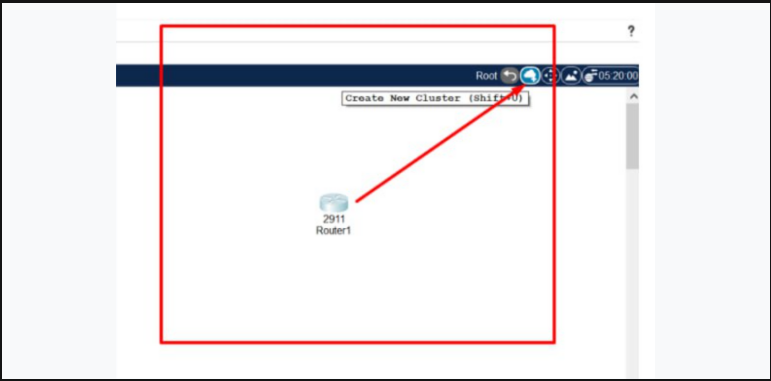 ?
Root 05:20:00
Create New Cluster (Shift+U)
2911
Router1